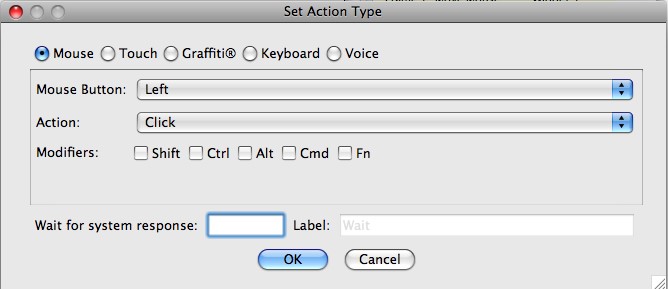 Set Action Type
Mouse Touch Graffiti® Keyboard Voice
Mouse Button: Left
Action: Click
Modifiers: Shift Ctrl Alt Cmd Fn
Wait for system response: Label: Wait
OK Cancel